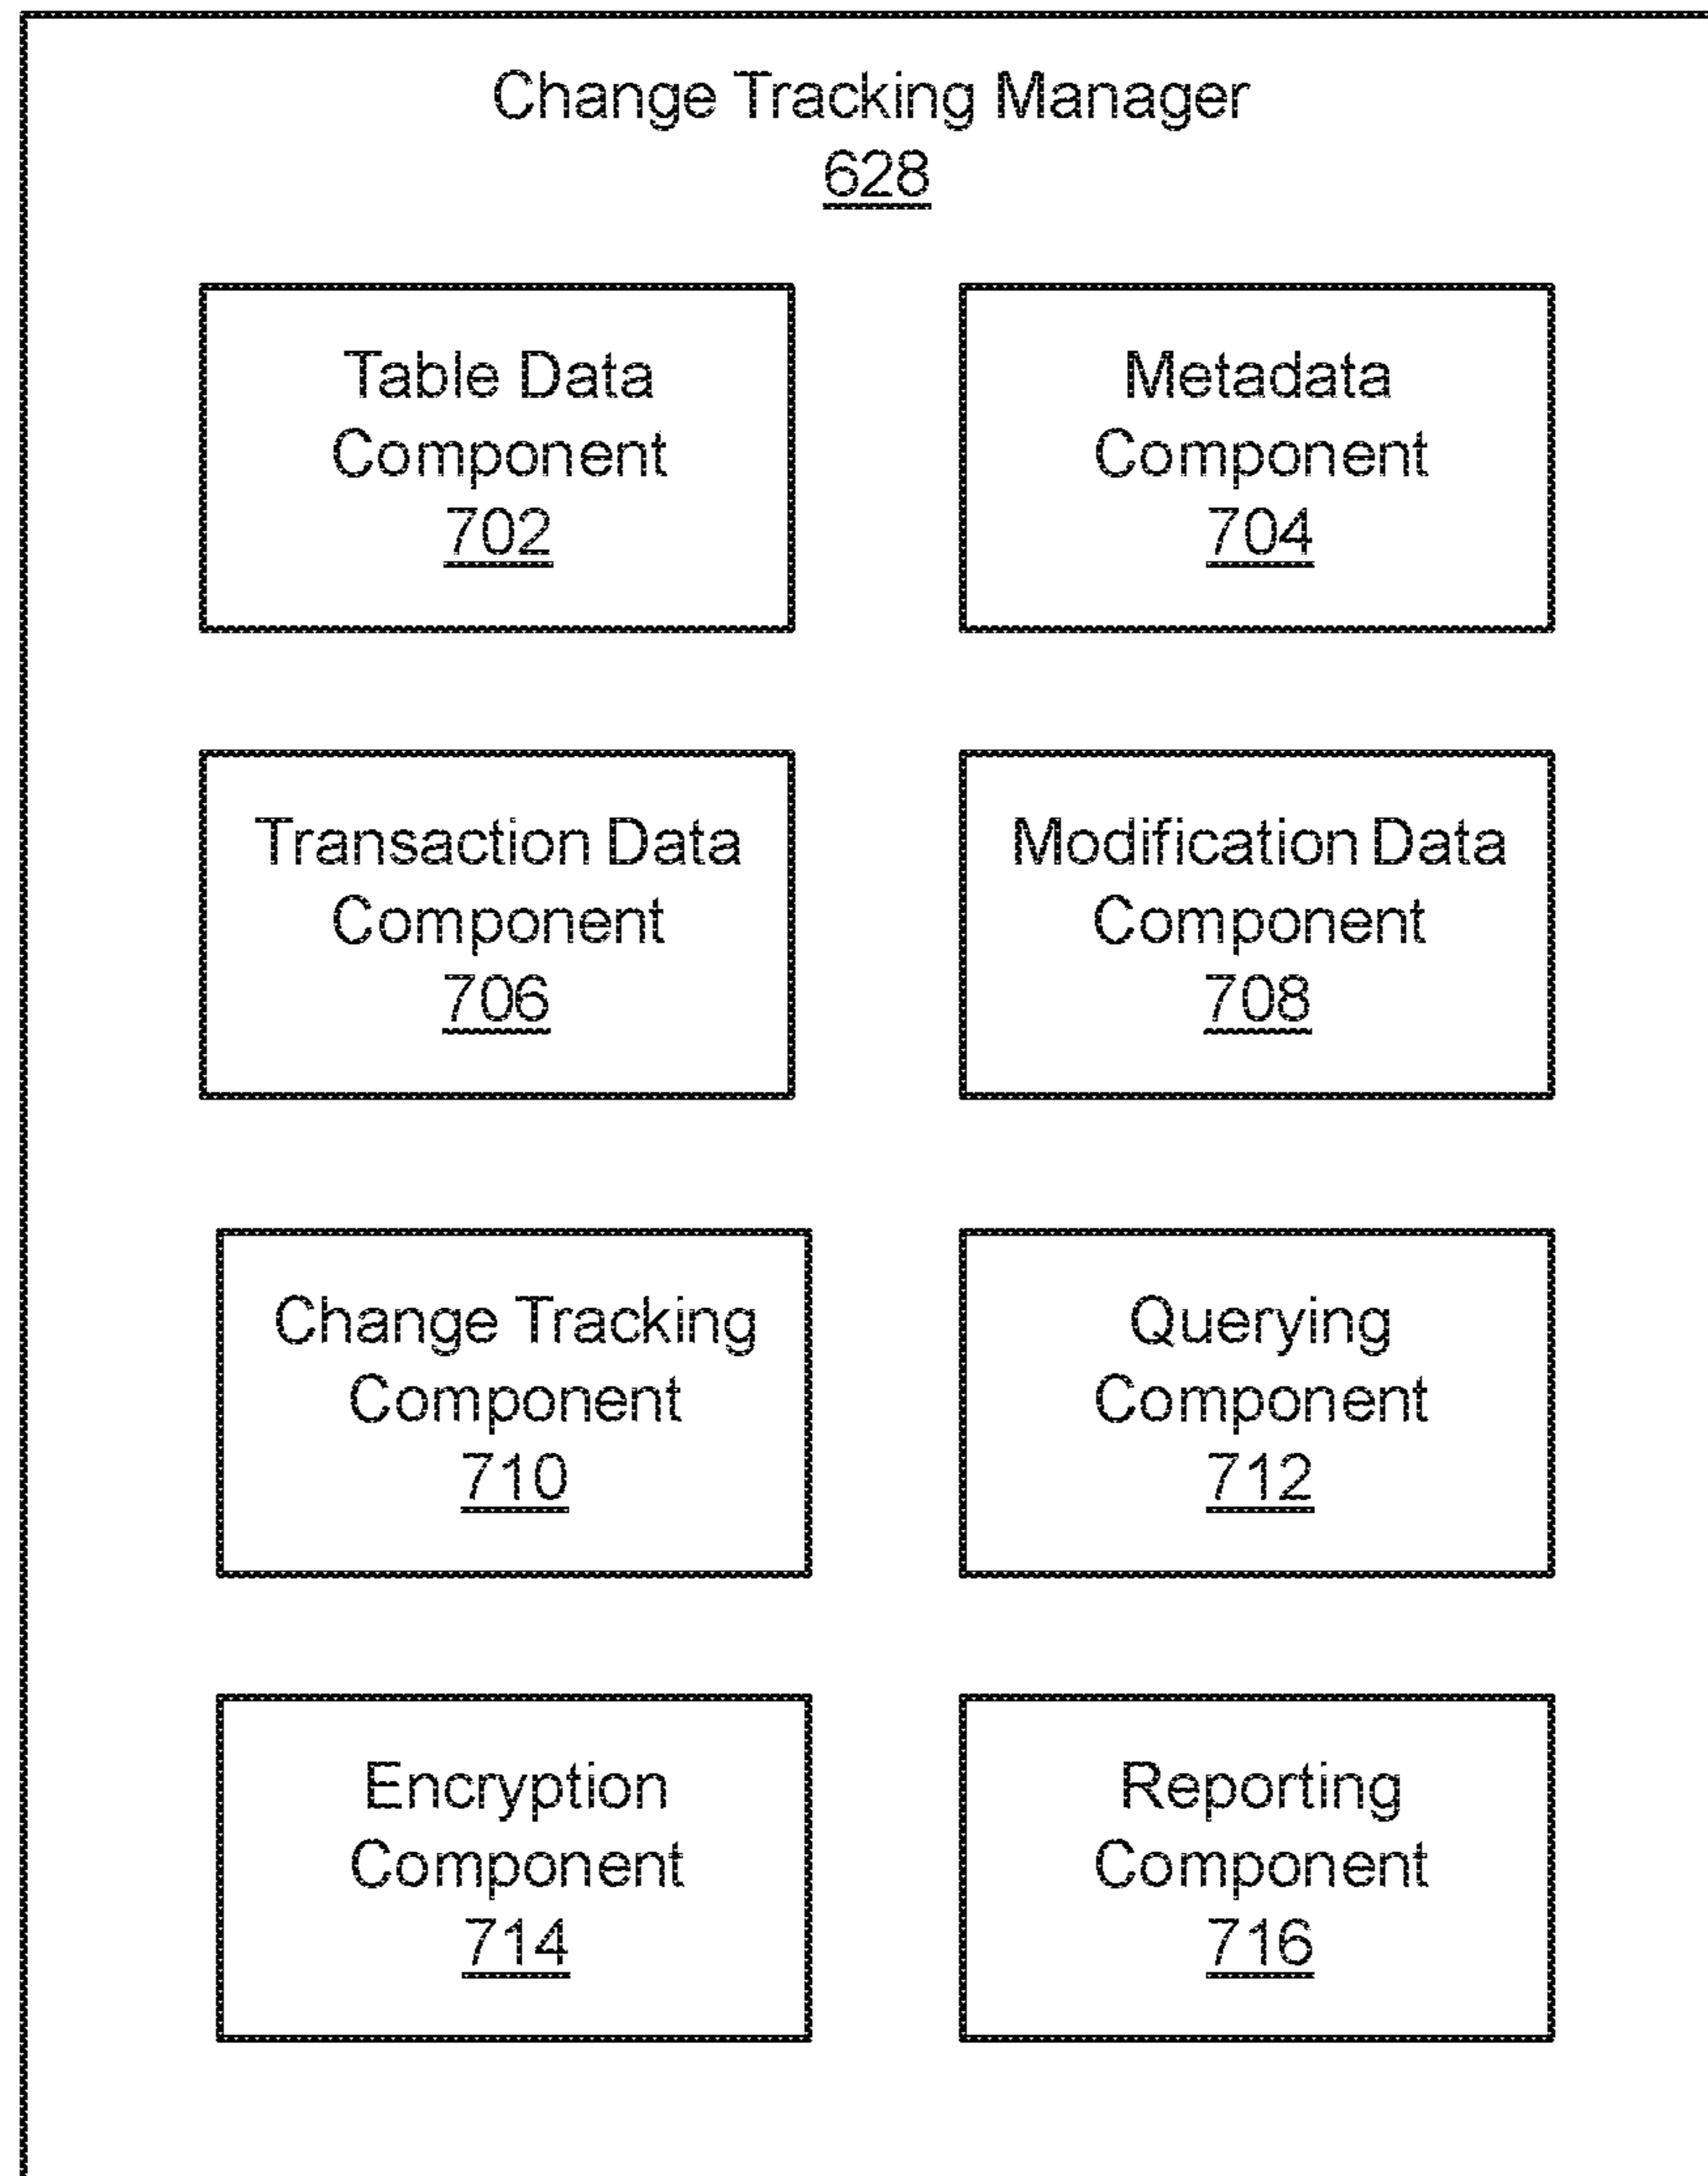 Change Tracking Manager
628
Table Data
Component
702
Metadata
Component
704
Transaction Data
Component
706
Modification Data
Component
708
Change Tracking
Component
710
Querying
Component
712
Encryption
Component
714
Reporting
Component
716